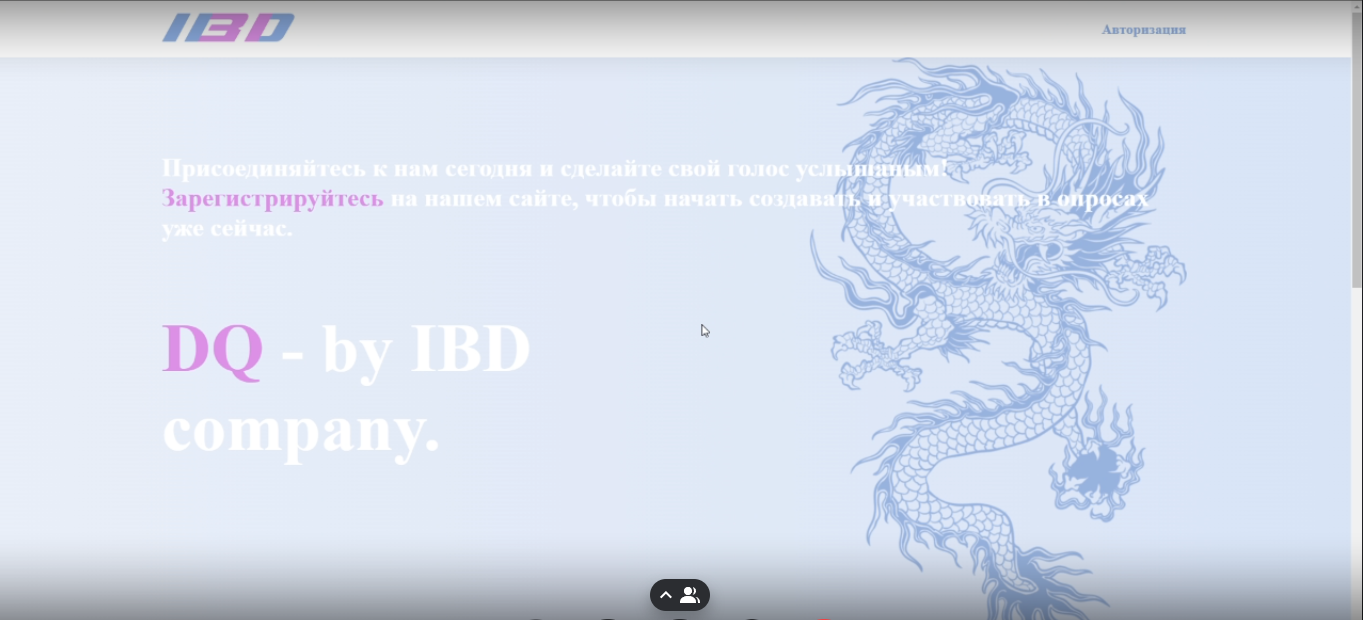 IBD
Авторизация
Присоединяйтесь к нам сегодня и сделайте свой голос услышаным!
Зарегистрируйтесь на нашем сайте, чтобы начать создавать и участвовать в опросах
уже сейчас.
DQ - by IBD
company.